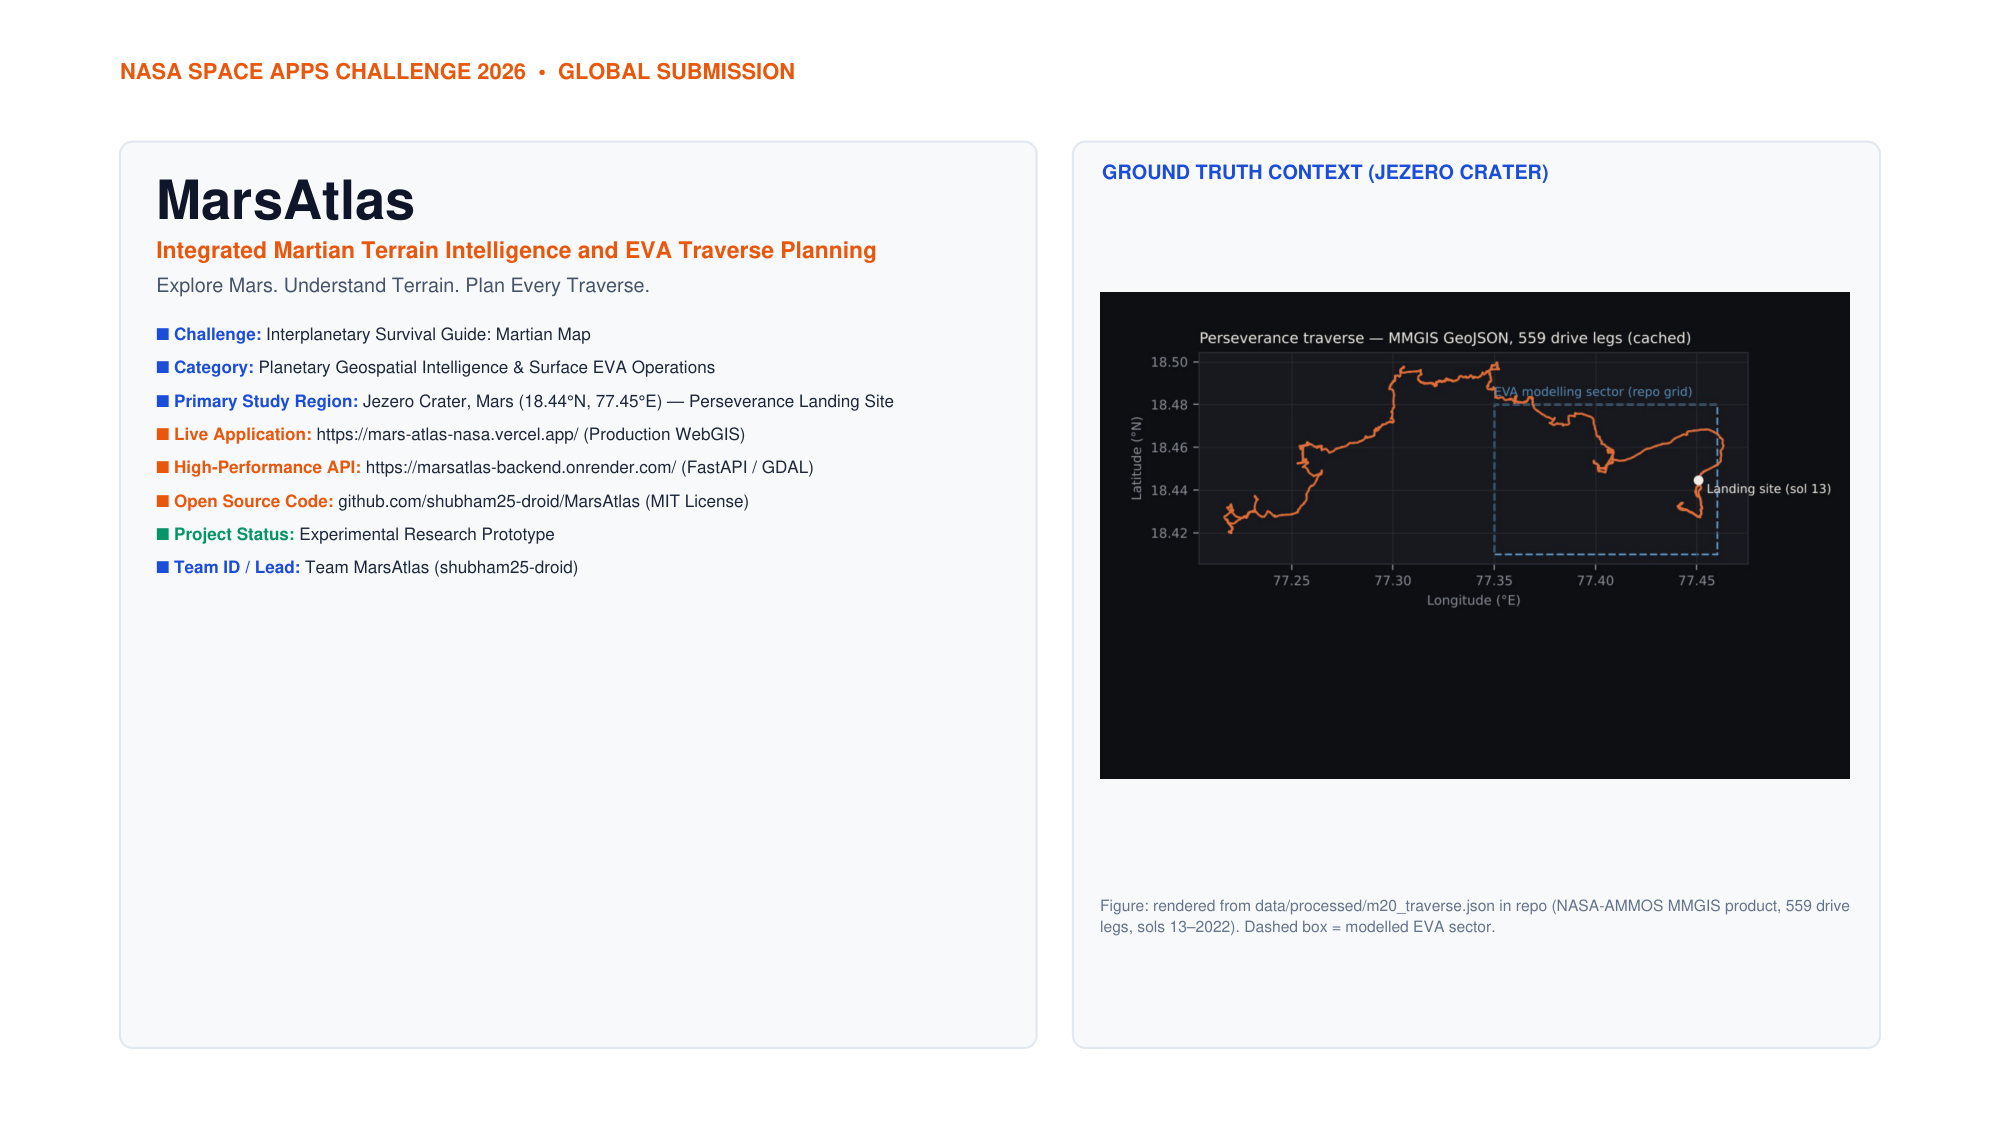 NASA SPACE APPS CHALLENGE 2026 • GLOBAL SUBMISSION
MarsAtlas
Integrated Martian Terrain Intelligence and EVA Traverse Planning
Explore Mars. Understand Terrain. Plan Every Traverse.
■ Challenge: Interplanetary Survival Guide: Martian Map
■ Category: Planetary Geospatial Intelligence & Surface EVA Operations
■ Primary Study Region: Jezero Crater, Mars (18.44°N, 77.45°E) — Perseverance Landing Site
■ Live Application: https://mars-atlas-nasa.vercel.app/ (Production WebGIS)
■ High-Performance API: https://marsatlas-backend.onrender.com/ (FastAPI / GDAL)
■ Open Source Code: github.com/shubham25-droid/MarsAtlas (MIT License)
■ Project Status: Experimental Research Prototype
■ Team ID / Lead: Team MarsAtlas (shubham25-droid)
GROUND TRUTH CONTEXT (JEZERO CRATER)
Perseverance traverse — MMGIS GeoJSON, 559 drive legs (cached)
18.50
EVA modelling sector (repo grid)
18.48
18.46
18.44
Landing site (sol 13)
18.42
Latitude (°N)
77.25 77.30 77.35 77.40 77.45
Longitude (°E)
Figure: rendered from data/processed/m20_traverse.json in repo (NASA-AMMOS MMGIS product, 559 drive
legs, sols 13–2022). Dashed box = modelled EVA sector.